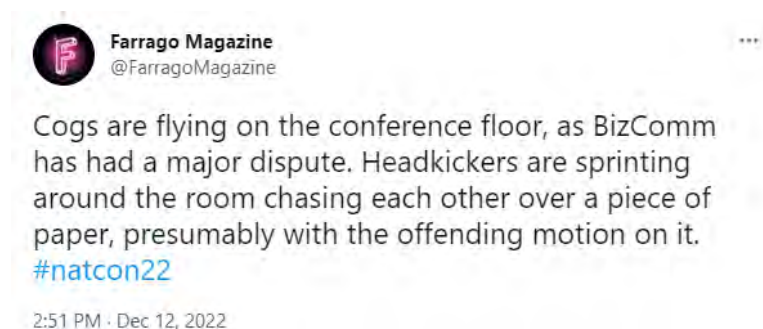 Farrago Magazine
@FarragoMagazine
Cogs are flying on the conference floor, as BizComm
has had a major dispute. Headkickers are sprinting
around the room chasing each other over a piece of
paper, presumably with the offending motion on it.
#natcon22
2:51 PM · Dec 12, 2022